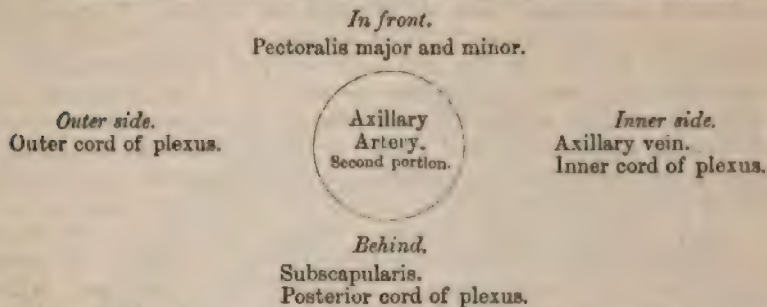 In front.
Pectoralis major and minor.
Outer side.
Outer cord of plexus.
Axillary
Artery.
Second portion.
Inner side.
Axillary vein.
Inner cord of plexus.
Behind.
Subscapularis.
Posterior cord of plexus.